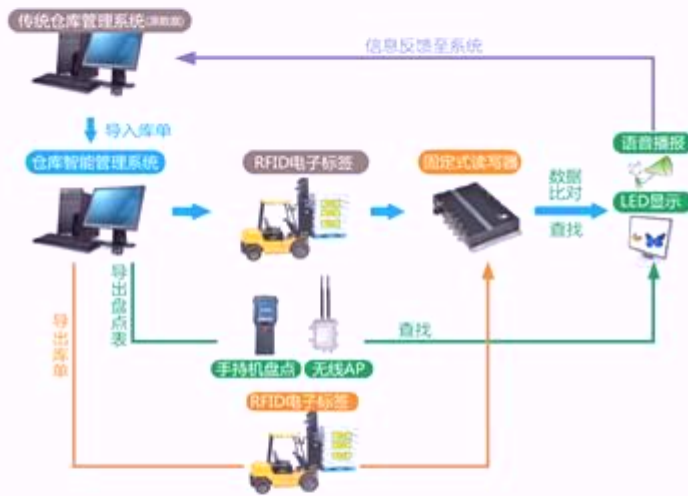 传统仓库管理系统(源数据)
信息反馈至系统
导入库单
语音播报
仓库智能管理系统
RFID电子标签
固定式读写器
数据
比对
LED显示
查找
导出盘点表
导出库单
查找
手持机盘点
无线AP
RFID电子标签